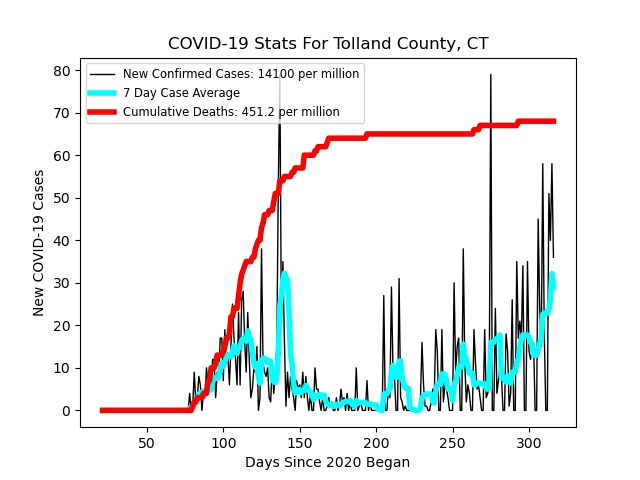 COVID-19 Stats For Tolland County, CT
New Confirmed Cases: 14100 per million
7 Day Case Average
Cumulative Deaths: 451.2 per million
80
70
60
50
40
30
20
10
0
New COVID-19 Cases
50 100 150 200 250 300
Days Since 2020 Began